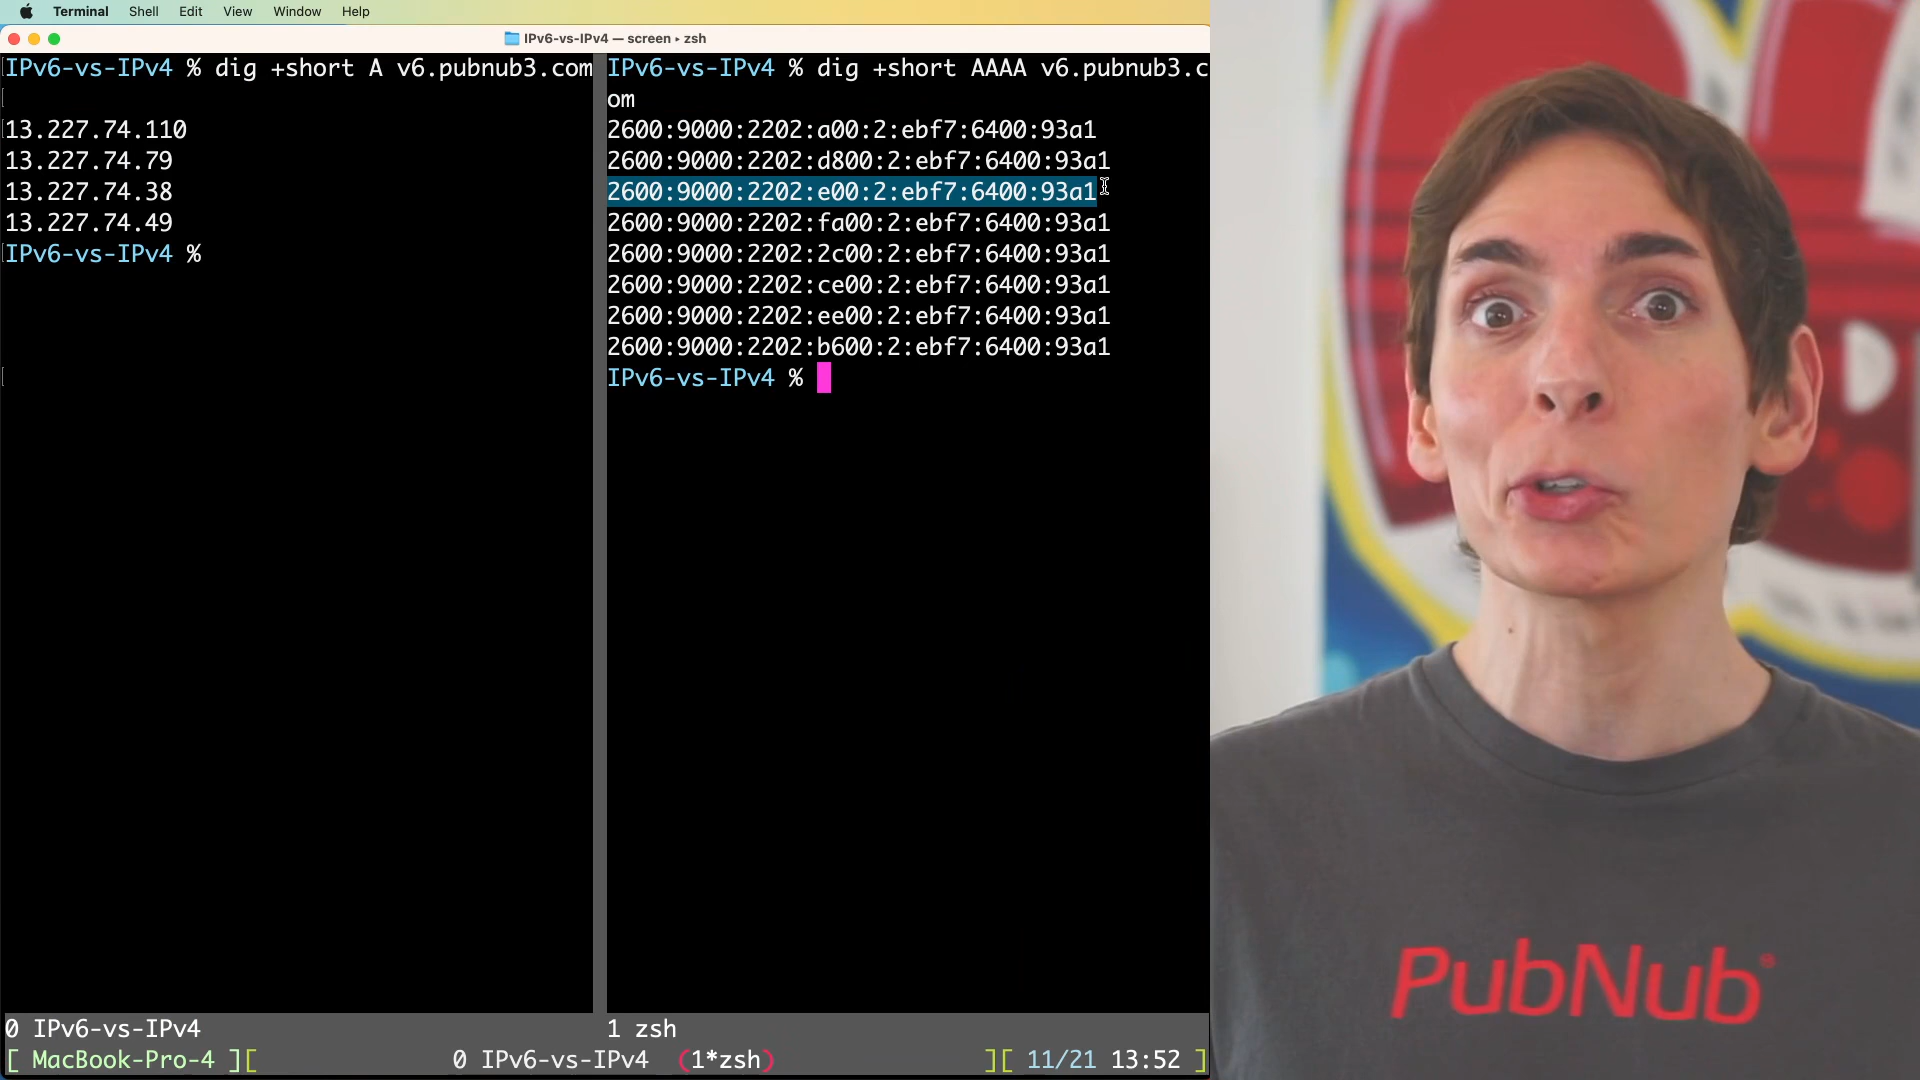 Terminal Shell Edit View Window Help
IPv6-vs-IPv4 — screen ▸ zsh
IPv6-vs-IPv4 % dig +short A v6.pubnub3.com
13.227.74.110
13.227.74.79
13.227.74.38
13.227.74.49
IPv6-vs-IPv4 %
IPv6-vs-IPv4 % dig +short AAAA v6.pubnub3.c
om
2600:9000:2202:a00:2:ebf7:6400:93a1
2600:9000:2202:d800:2:ebf7:6400:93a1
2600:9000:2202:e00:2:ebf7:6400:93a1
2600:9000:2202:fa00:2:ebf7:6400:93a1
2600:9000:2202:2c00:2:ebf7:6400:93a1
2600:9000:2202:ce00:2:ebf7:6400:93a1
2600:9000:2202:ee00:2:ebf7:6400:93a1
2600:9000:2202:b600:2:ebf7:6400:93a1
IPv6-vs-IPv4 %
0 IPv6-vs-IPv4 1 zsh
[ MacBook-Pro-4 ][ 0 IPv6-vs-IPv4 (1*zsh) ][ 11/21 13:52 ]
PubNub®